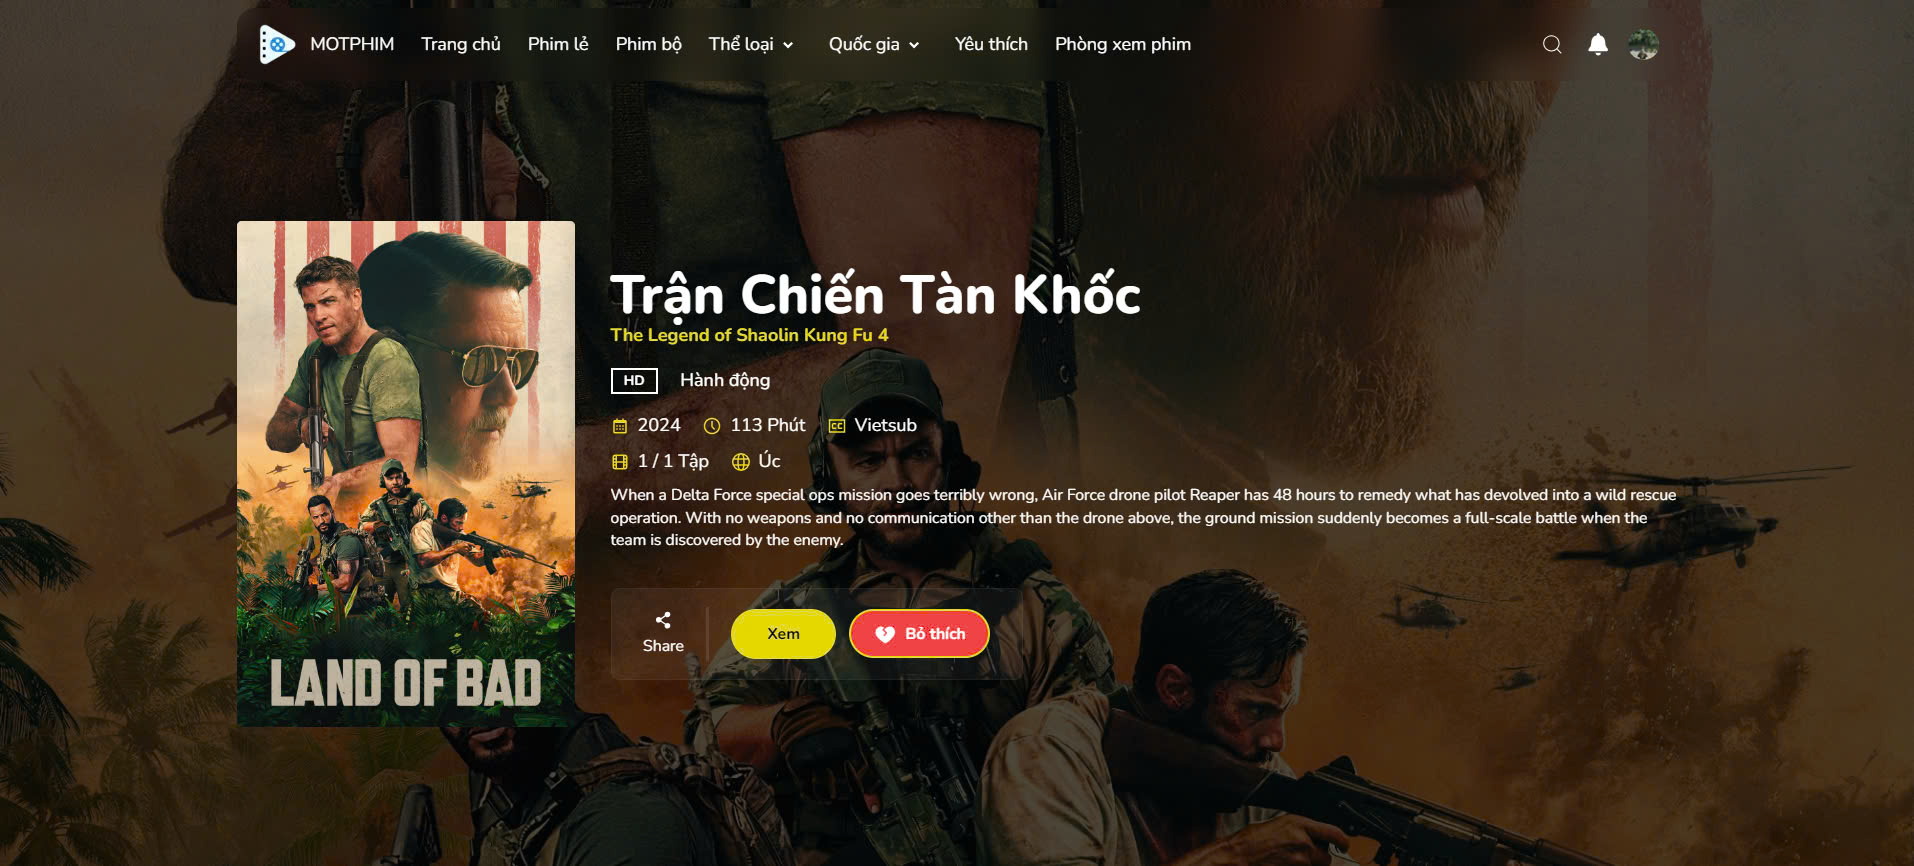 MOTPHIM Trang chủ Phim lẻ Phim bộ Thể loại Quốc gia Yêu thích Phòng xem phim
LAND OF BAD
Trận Chiến Tàn Khốc
The Legend of Shaolin Kung Fu 4
HD Hành động
2024 113 Phút CC Vietsub
1 / 1 Tập Úc
When a Delta Force special ops mission goes terribly wrong, Air Force drone pilot Reaper has 48 hours to remedy what has devolved into a wild rescue
operation. With no weapons and no communication other than the drone above, the ground mission suddenly becomes a full-scale battle when the
team is discovered by the enemy.
Share Xem Bỏ thích